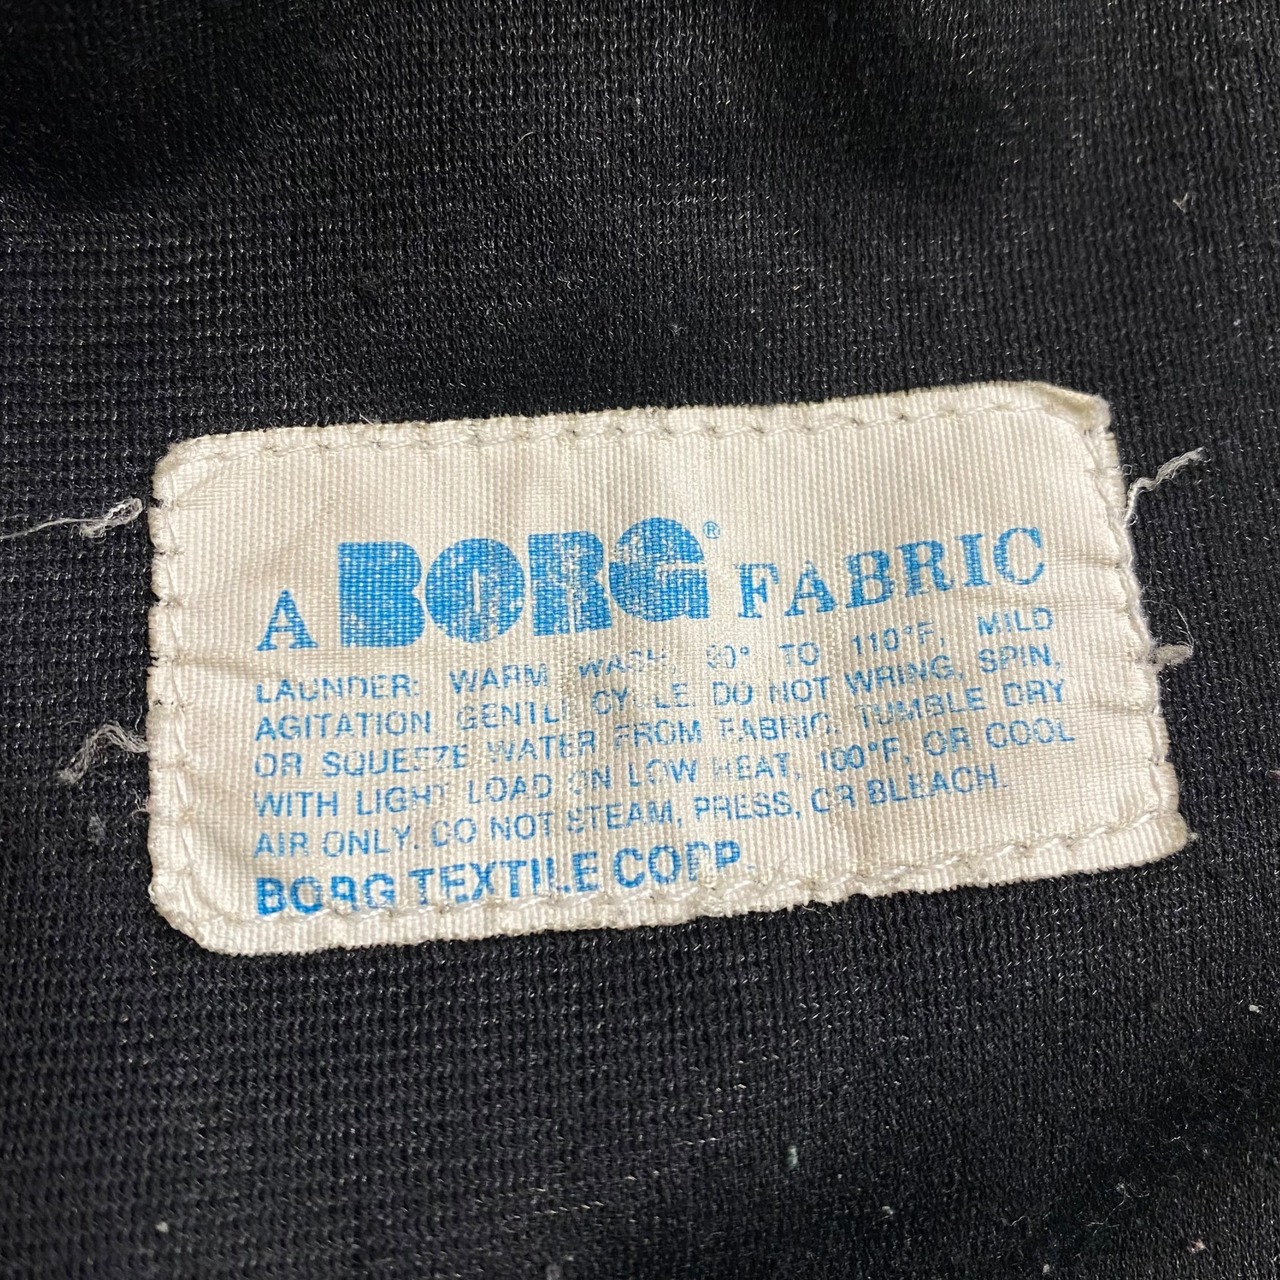 A BORG® FABRIC
LAUNDER: WARM WASH, 90° TO 110°F, MILD
AGITATION GENTLE CYCLE DO NOT WRING, SPIN,
OR SQUEEZE WATER FROM FABRIC. TUMBLE DRY
WITH LIGHT LOAD ON LOW HEAT, 100°F, OR COOL
AIR ONLY. DO NOT STEAM, PRESS, OR BLEACH.
BORG TEXTILE CORP.